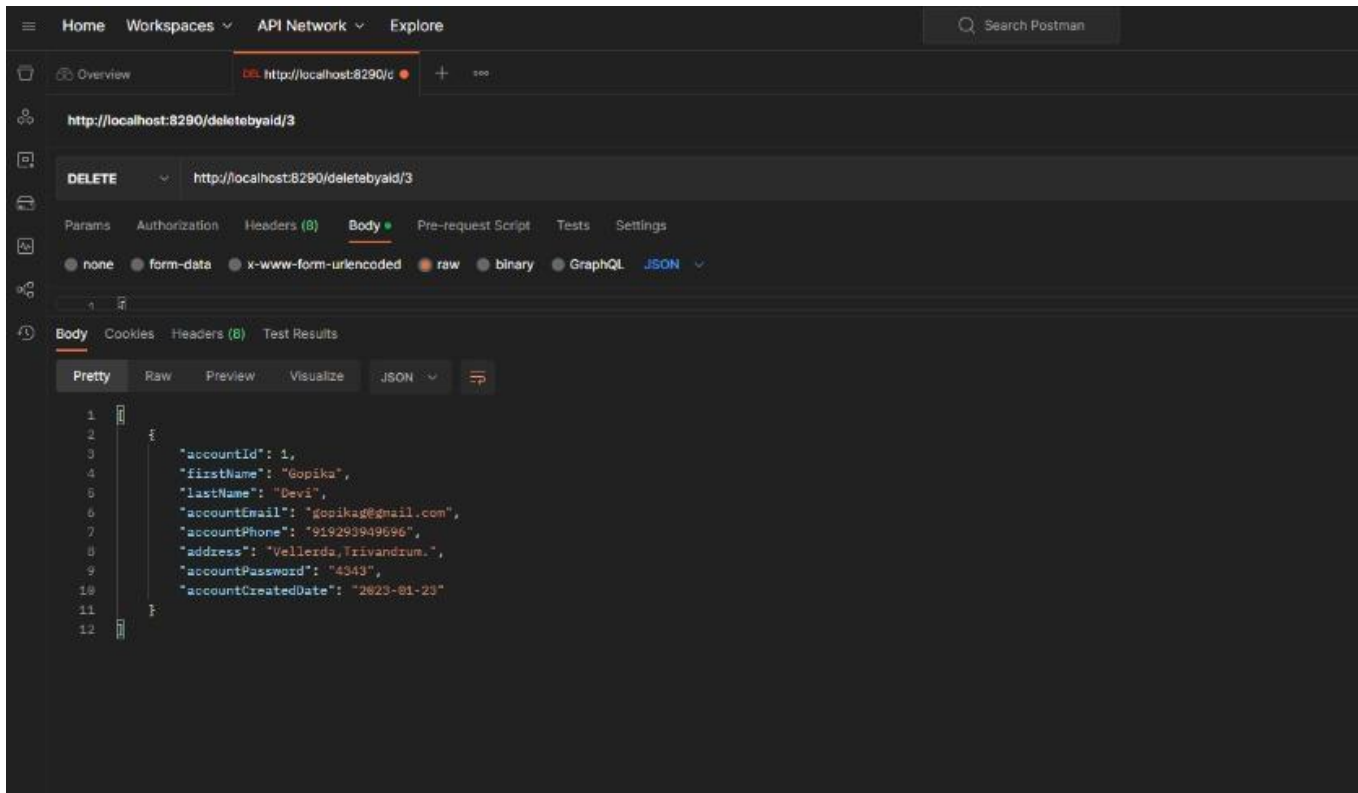 Home Workspaces API Network Explore Search Postman
Overview DEL http://localhost:8290/d
http://localhost:8290/deletebyaid/3
DELETE http://localhost:8290/deletebyaid/3
Params Authorization Headers (8) Body Pre-request Script Tests Settings
none form-data x-www-form-urlencoded raw binary GraphQL JSON
1 {
Body Cookies Headers (8) Test Results
Pretty Raw Preview Visualize JSON
1 [
2 {
3 "accountId": 1,
4 "firstName": "Gopika",
5 "lastName": "Devi",
6 "accountEmail": "gopikag@gmail.com",
7 "accountPhone": "919293949596",
8 "address": "Vellerda,Trivandrum.",
9 "accountPassword": "4343",
10 "accountCreatedDate": "2023-01-23"
11 }
12 ]